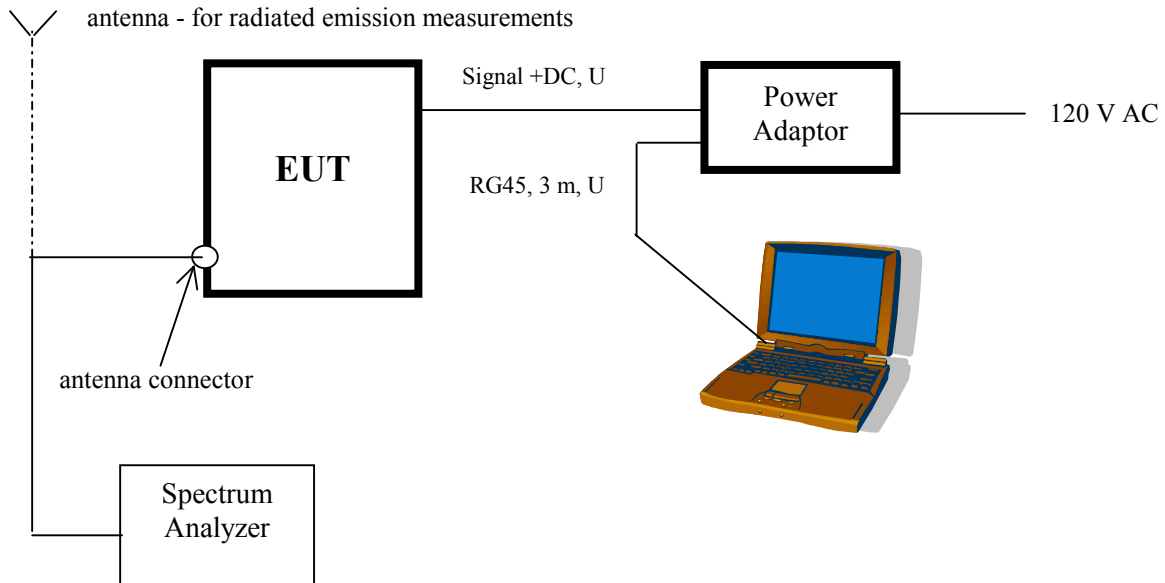 antenna - for radiated emission measurements
Signal +DC, U
Power
Adaptor
120 V AC
EUT
RG45, 3 m, U
antenna connector
Spectrum
Analyzer